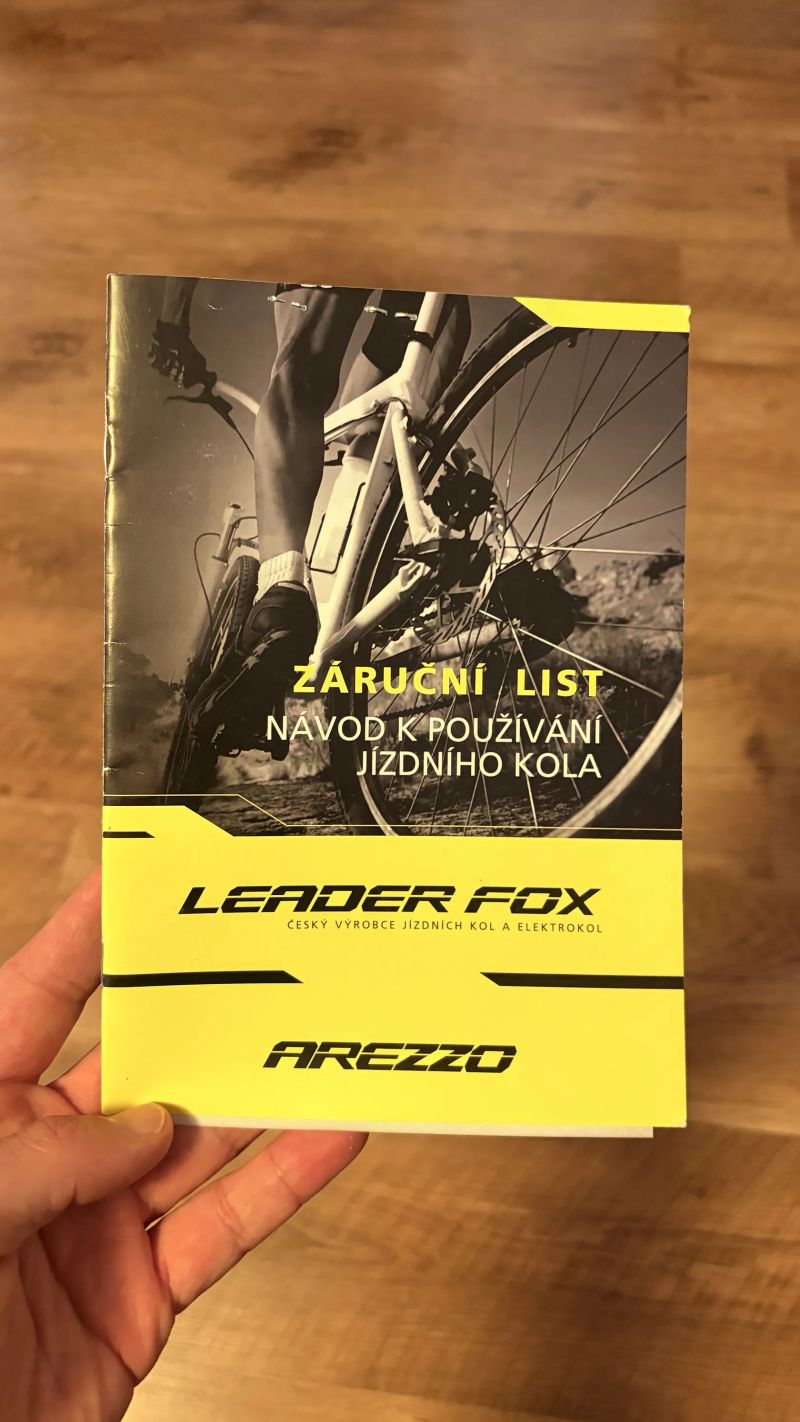 ZÁRUČNÍ LIST
NÁVOD K POUŽÍVÁNÍ
JÍZDNÍHO KOLA
LEADER FOX
ČESKÝ VÝROBCE JÍZDNÍCH KOL A ELEKTROKOL
AREZZO